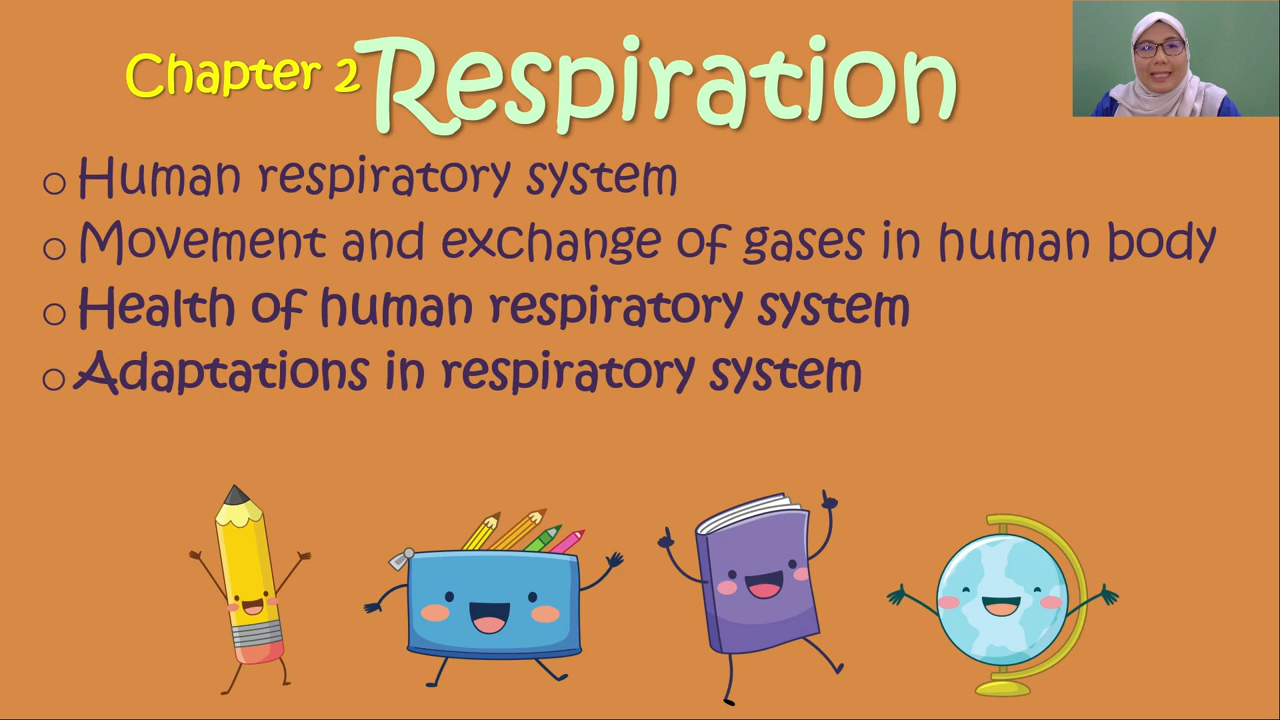 Chapter 2 Respiration
o Human respiratory system
o Movement and exchange of gases in human body
o Health of human respiratory system
o Adaptations in respiratory system